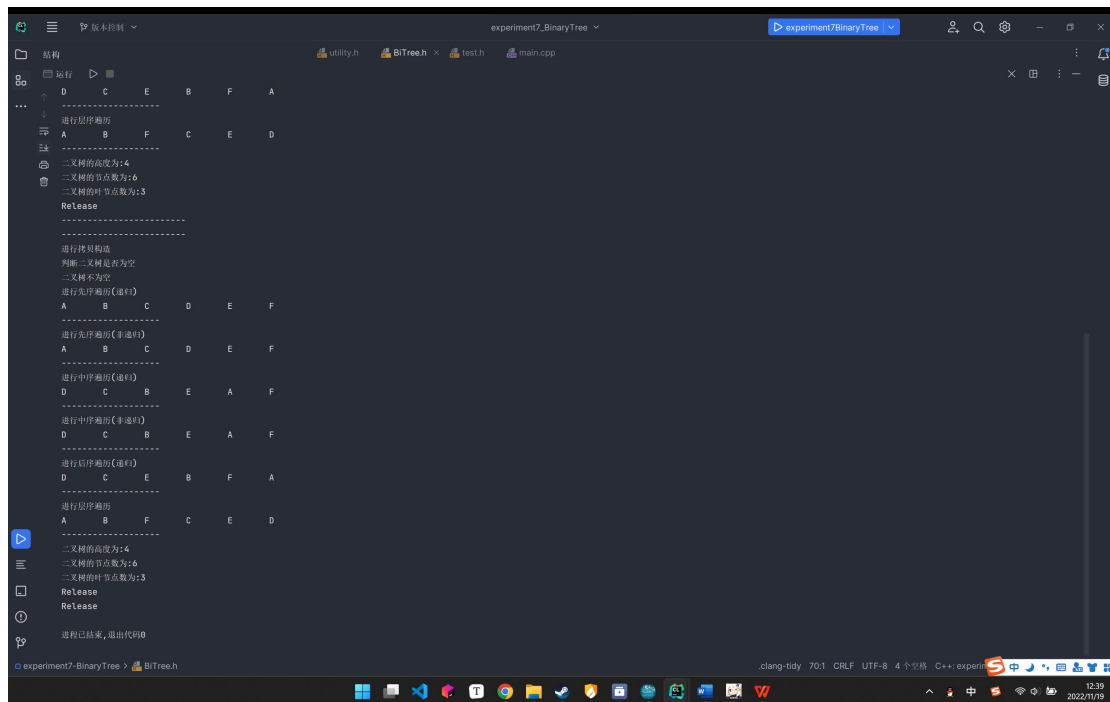 版本控制 experiment7_BinaryTree experiment7BinaryTree
结构 utility.h BiTree.h test.h main.cpp
运行
D C E B F A
-------------------
进行层序遍历
A B F C E D
-------------------
二叉树的高度为:4
二叉树的节点数为:6
二叉树的叶节点数为:3
Release
------------------------
------------------------
进行拷贝构造
判断二叉树是否为空
二叉树不为空
进行先序遍历(递归)
A B C D E F
-------------------
进行先序遍历(非递归)
A B C D E F
-------------------
进行中序遍历(递归)
D C B E A F
-------------------
进行中序遍历(非递归)
D C B E A F
-------------------
进行后序遍历(递归)
D C E B F A
-------------------
进行层序遍历
A B F C E D
-------------------
二叉树的高度为:4
二叉树的节点数为:6
二叉树的叶节点数为:3
Release
Release
进程已结束,退出代码0
experiment7-BinaryTree > BiTree.h .clang-tidy 70:1 CRLF UTF-8 4 个空格 C++: experim 中
中 12:39
2022/11/19